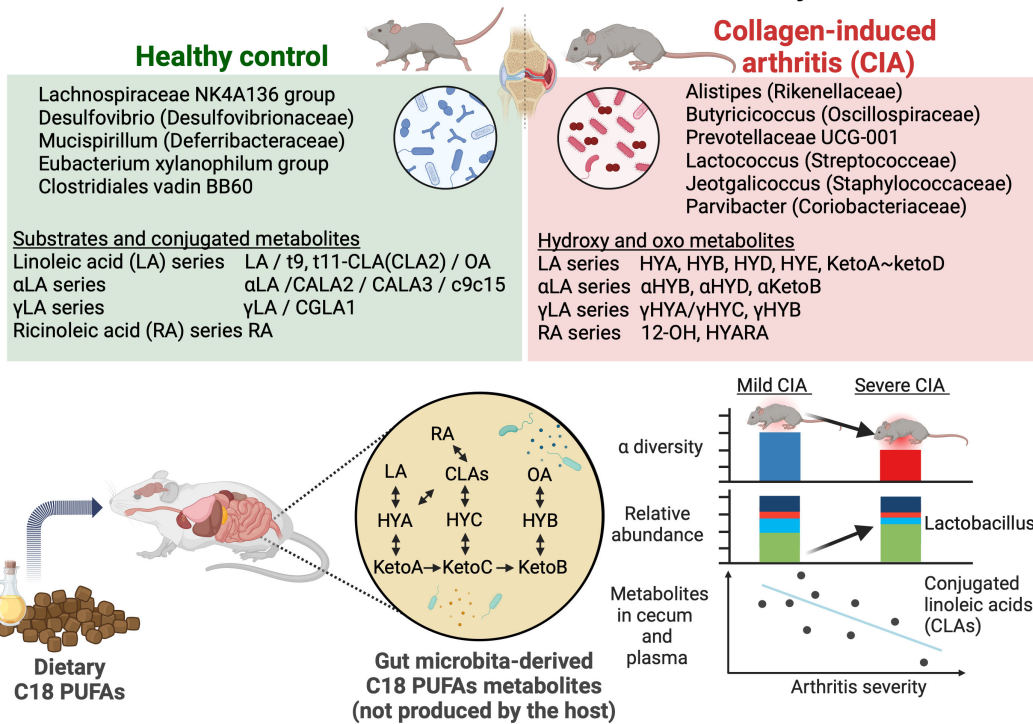 Healthy control
Collagen-induced
arthritis (CIA)
Lachnospiraceae NK4A136 group
Desulfovibrio (Desulfovibrionaceae)
Mucispirillum (Deferribacteraceae)
Eubacterium xylanophilum group
Clostridiales vadin BB60
Alistipes (Rikenellaceae)
Butyricicoccus (Oscillospiraceae)
Prevotellaceae UCG-001
Lactococcus (Streptococceae)
Jeotgalicoccus (Staphylococcaceae)
Parvibacter (Coriobacteriaceae)
Substrates and conjugated metabolites
Linoleic acid (LA) series LA / t9, t11-CLA(CLA2) / OA
αLA series αLA /CALA2 / CALA3 / c9c15
γLA series γLA / CGLA1
Ricinoleic acid (RA) series RA
Hydroxy and oxo metabolites
LA series HYA, HYB, HYD, HYE, KetoA~ketoD
αLA series αHYB, αHYD, αKetoB
γLA series γHYA/γHYC, γHYB
RA series 12-OH, HYARA
Dietary
C18 PUFAs
RA
LA CLAs OA
HYA HYC HYB
KetoA KetoC KetoB
Gut microbita-derived
C18 PUFAs metabolites
(not produced by the host)
Mild CIA Severe CIA
α diversity
Relative
abundance
Lactobacillus
Metabolites
in cecum
and
plasma
Conjugated
linoleic acids
(CLAs)
Arthritis severity